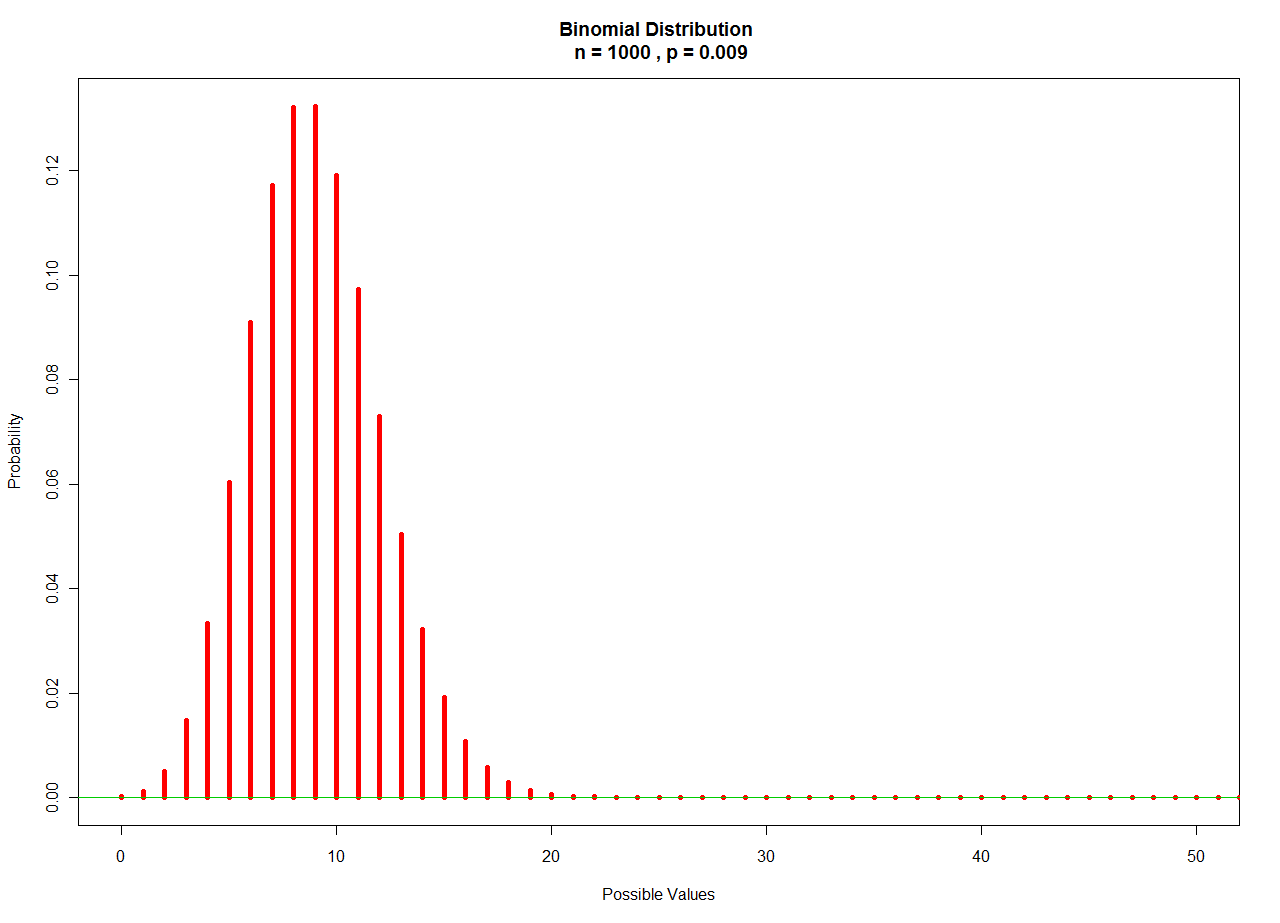 Binomial Distribution
n = 1000 , p = 0.009
Probability
0.12
0.10
0.08
0.06
0.04
0.02
0.00
0 10 20 30 40 50
Possible Values